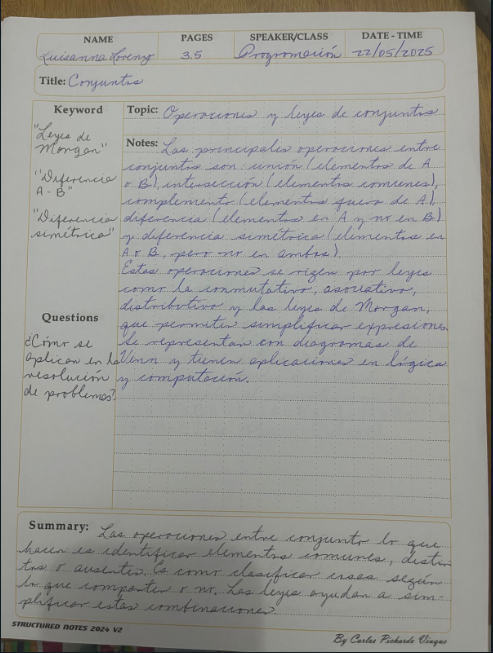 NAME PAGES SPEAKER/CLASS DATE - TIME
Luisanna Lorenzo 3.5 Programación 22/05/2025
Title: Conjuntos
Keyword
"Leyes de
Morgan"
"Diferencia
A - B"
"Diferencia
simétrica"
Questions
¿Cómo se
aplican en la
resolución
de problemas?
Topic: Operaciones y leyes de conjuntos
Notes: Las principales operaciones entre
conjuntos son unión (elementos de A
o B), intersección (elementos comunes),
complemento (elementos fuera de A),
diferencia (elementos en A y no en B)
y diferencia simétrica (elementos en
A o B, pero no en ambos).
Estas operaciones se rigen por leyes
como la conmutativa, asociativa,
distributiva y las leyes de Morgan,
que permiten simplificar expresiones.
Se representan con diagramas de
Venn y tienen aplicaciones en lógica
y computación.
Summary: Las operaciones entre conjunto lo que
hacen es identificar elementos comunes, distin
tos o ausentes. Es como clasificar cosas según
lo que comparten o no. Las leyes ayudan a sim-
plificar estas combinaciones.
STRUCTURED NOTES 2024 V2
By Carlos Pichardo Viuque